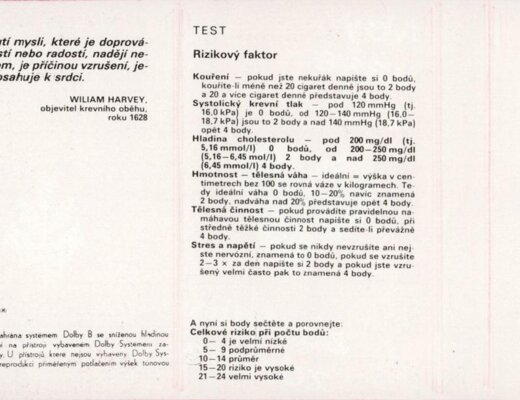 tí mysli, které je doprová-
stí nebo radostí, nadějí ne-
em, je příčinou vzrušení, je-
osahuje k srdci.
WILIAM HARVEY,
objevitel krevního oběhu,
roku 1628
ahrána systemem Dolby B se sníženou hladinou
ní na přístroji vybaveném Dolby Systemem za-
y. U přístrojů ktere nejsou vybaveny Dolby Sys-
reprodukci přiměřeným potlačením výšek tonovou
TEST
Rizikový faktor
Kouření – pokud jste nekuřák napište si 0 bodů,
kouříte-li méně než 20 cigaret denně jsou to 2 body
a 20 a více cigaret denně představuje 4 body.
Systolický krevní tlak – pod 120 mmHg (tj.
16,0 kPa) je 0 bodů, od 120–140 mmHg (16,0–
18,7 kPa) jsou to 2 body a nad 140 mmHg (18,7 kPa)
opět 4 body.
Hladina cholesterolu – pod 200 mg/dl (tj.
5,16 mmol/l) 0 bodů, od 200–250 mg/dl
(5,16–6,45 mmol/l) 2 body a nad 250 mg/dl
(6,45 mmol/l) 4 body.
Hmotnost – tělesná váha – ideální = výška v cen-
timetrech bez 100 se rovná váze v kilogramech. Te-
dy ideální váha 0 bodů, 10–20% navíc znamená
2 body, nadváha nad 20% představuje opět 4 body.
Tělesná činnost – pokud provádíte pravidelnou na-
máhavou tělesnou činnost napište si 0 bodů, při
středně těžké činnosti 2 body a sedíte-li převážně
4 body.
Stres a napětí – pokud se nikdy nevzrušíte ani nej-
ste nervózní, znamená to 0 bodů, pokud se vzrušíte
2–3 × za den napište si 2 body a pokud jste vzru-
šený velmi často pak to znamená 4 body.
A nyní si body sečtěte a porovnejte:
Celkové riziko při počtu bodů:
0– 4 je velmi nízké
5– 9 podprůměrné
10–14 průměr
15–20 riziko je vysoké
21–24 velmi vysoké